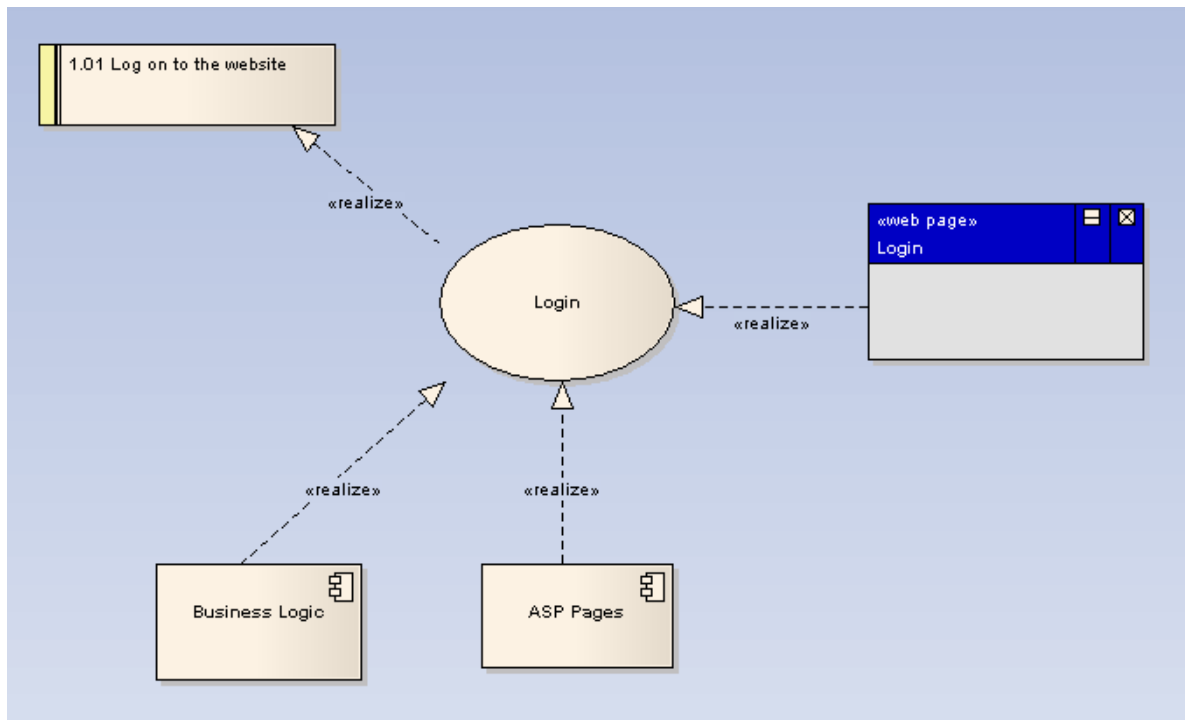 1.01 Log on to the website
«realize»
«web page»
Login
Login
«realize»
«realize»
«realize»
Business Logic
ASP Pages